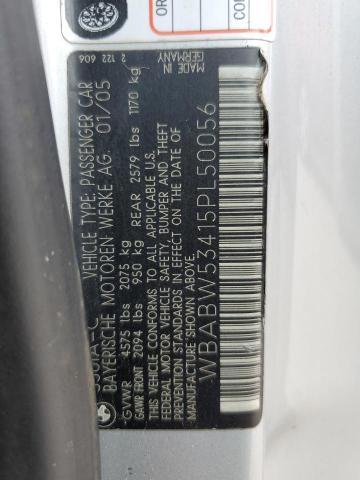 VEHICLE TYPE: PASSENGER CAR
2 122 606
BAYERISCHE MOTOREN WERKE AG. 01/05
GVWR 4575 lbs 2075 kg
GAWR FRONT 2094 lbs 950 kg REAR 2579 lbs 1170 kg
THIS VEHICLE CONFORMS TO ALL APPLICABLE U.S.
FEDERAL MOTOR VEHICLE SAFETY, BUMPER AND THEFT
PREVENTION STANDARDS IN EFFECT ON THE DATE OF
MANUFACTURE SHOWN ABOVE.
WBABW53415PL50056
MADE IN
GERMANY
OR
CO